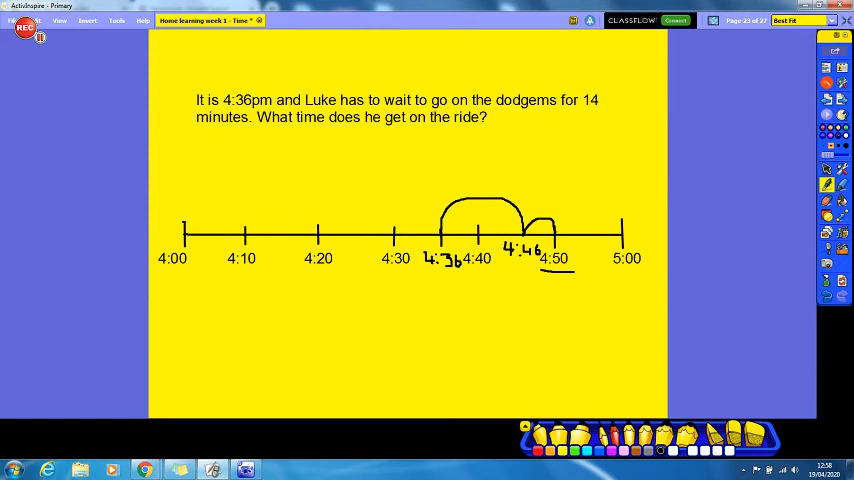 ActivInspire - Primary
File Edit View Insert Tools Help
Home learning week 1 - Time *
CLASSFLOW Connect
Page 23 of 27
Best Fit
REC
It is 4:36pm and Luke has to wait to go on the dodgems for 14
minutes. What time does he get on the ride?
4:00 4:10 4:20 4:30 4:36 4:40 4:46 4:50 5:00
12:58
19/04/2020